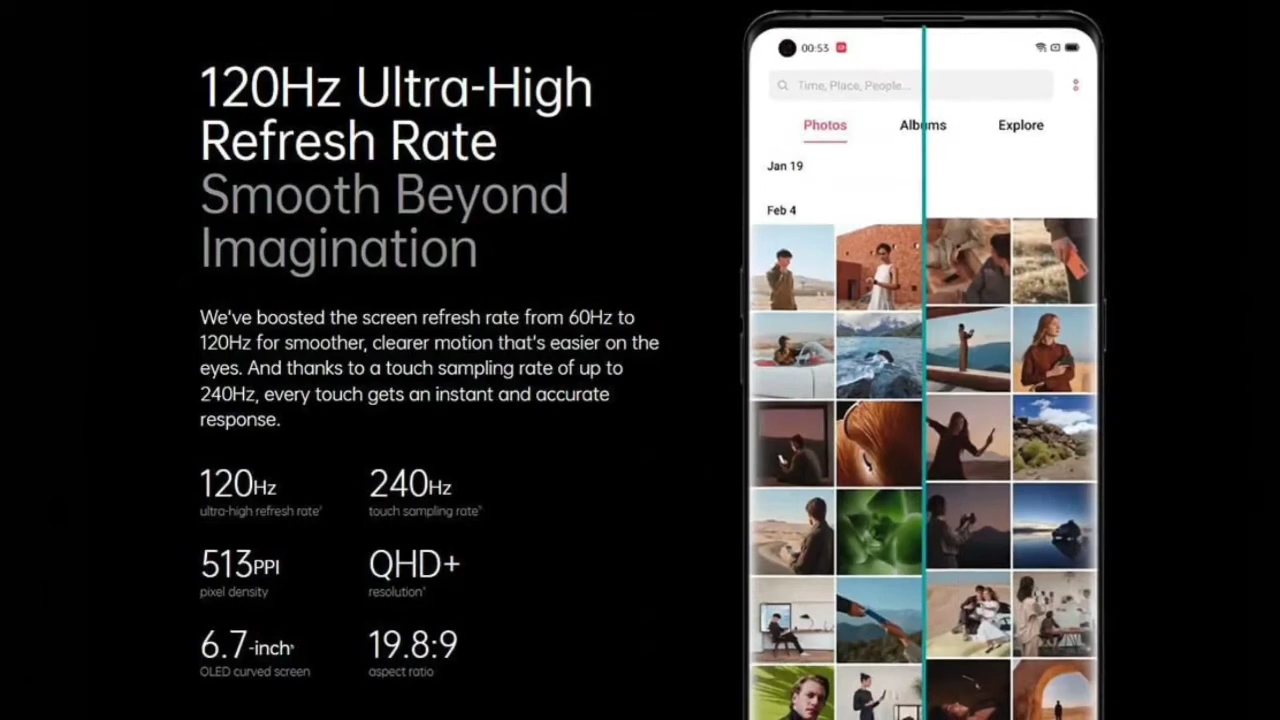 120Hz Ultra-High
Refresh Rate
Smooth Beyond
Imagination
We've boosted the screen refresh rate from 60Hz to
120Hz for smoother, clearer motion that's easier on the
eyes. And thanks to a touch sampling rate of up to
240Hz, every touch gets an instant and accurate
response.
120Hz 240Hz
ultra-high refresh rate touch sampling rate
513PPI QHD+
pixel density resolution
6.7-inch 19.8:9
OLED curved screen aspect ratio
00:53
Time, Place, People...
Photos Albums Explore
Jan 19
Feb 4